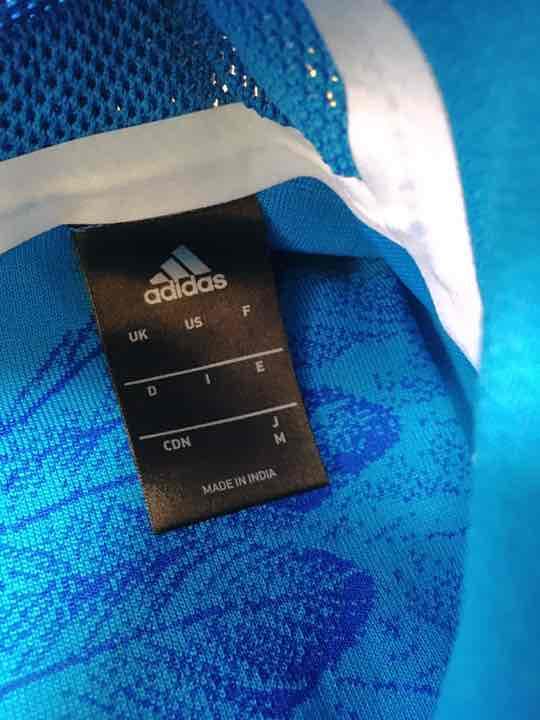 adidas
UK US F
D I E
CDN J
M
MADE IN INDIA